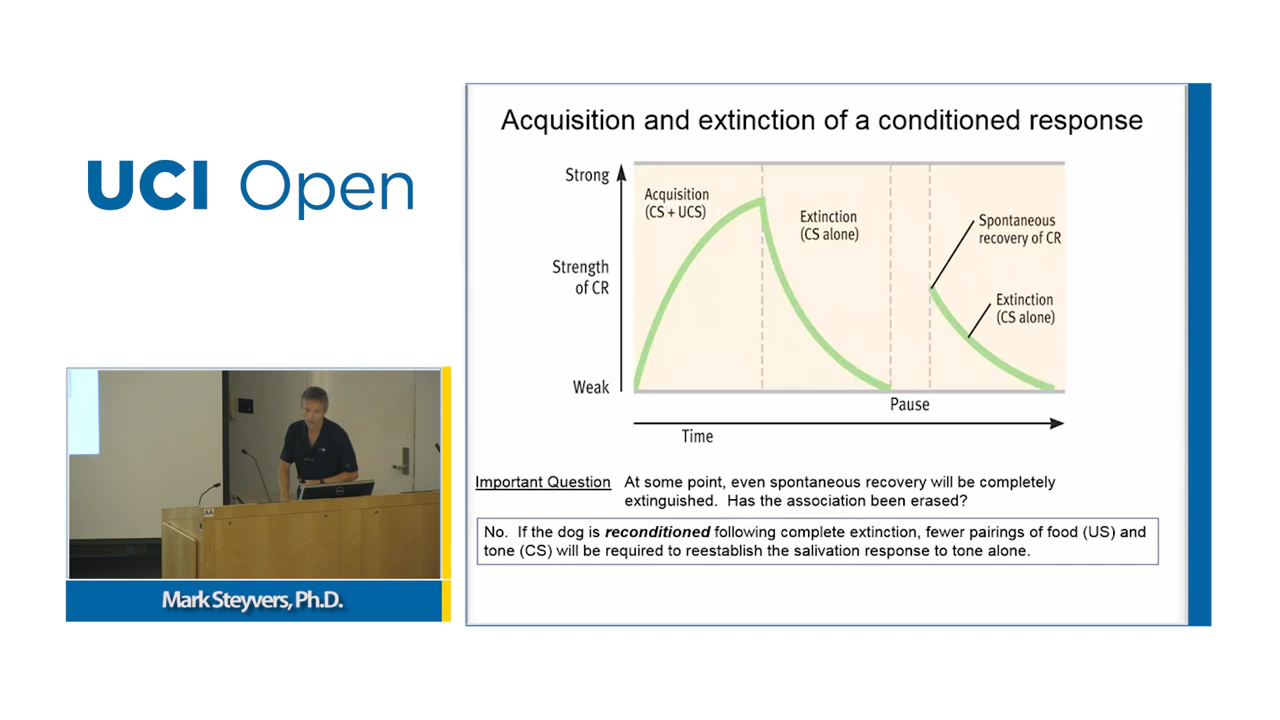 UCI Open
Acquisition and extinction of a conditioned response
Strong
Acquisition
(CS + UCS)
Extinction
(CS alone)
Spontaneous
recovery of CR
Strength
of CR
Extinction
(CS alone)
Weak
Pause
Time
Important Question At some point, even spontaneous recovery will be completely
extinguished. Has the association been erased?
No. If the dog is reconditioned following complete extinction, fewer pairings of food (US) and
tone (CS) will be required to reestablish the salivation response to tone alone.
AA
Mark Steyvers, Ph.D.